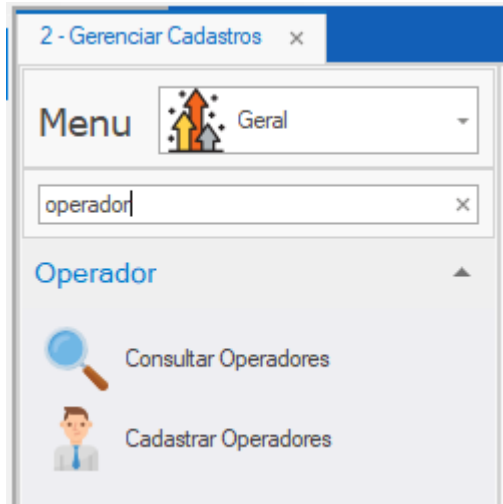 2 - Gerenciar Cadastros
Menu Geral
operador
Operador
Consultar Operadores
Cadastrar Operadores